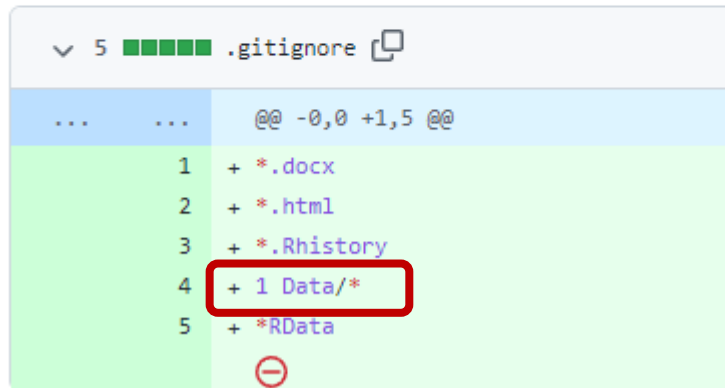 5 .gitignore
... ... @@ -0,0 +1,5 @@
1 + *.docx
2 + *.html
3 + *.Rhistory
4 + 1 Data/*
5 + *RData